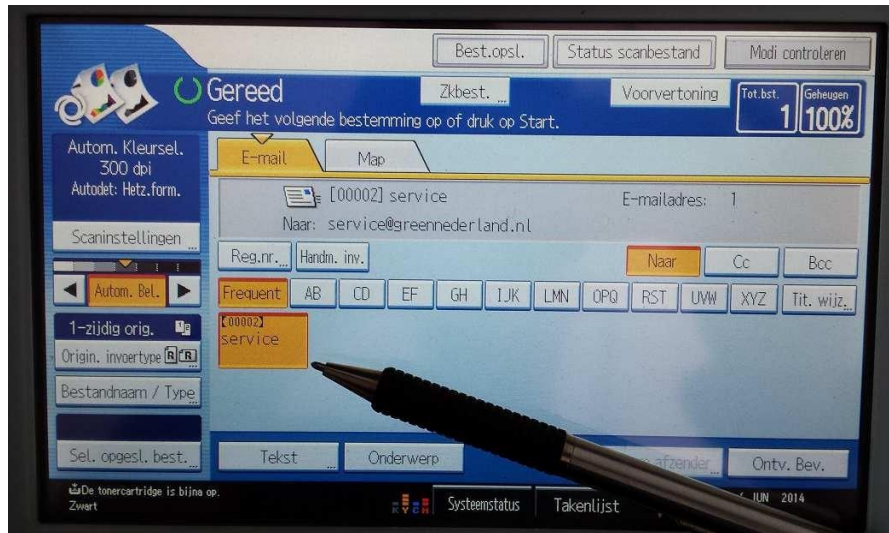 Best.opsl.
Status scanbestand
Modi controleren
Gereed
Zkbest. ...
Voorvertoning
Tot.bst.
1
Geheugen
100%
Geef het volgende bestemming op of druk op Start.
Autom. Kleursel.
300 dpi
Autodet: Hetz.form.
E-mail
Map
[00002] service
E-mailadres: 1
Naar: service@greennederland.nl
Scaninstellingen ...
Reg.nr. ...
Handm. inv.
Naar
Cc
Bcc
Autom. Bel.
Frequent AB CD EF GH IJK LMN OPQ RST UVW XYZ Tit. wijz. ...
1-zijdig orig.
[00002]
service
Origin. invoertype
Bestandnaam / Type ...
Sel. opgesl. best. ...
Tekst ...
Onderwerp
afzender ...
Ontv. Bev.
De tonercartridge is bijna op.
Zwart
K Y C M
Systeemstatus
Takenlijst
JUN 2014